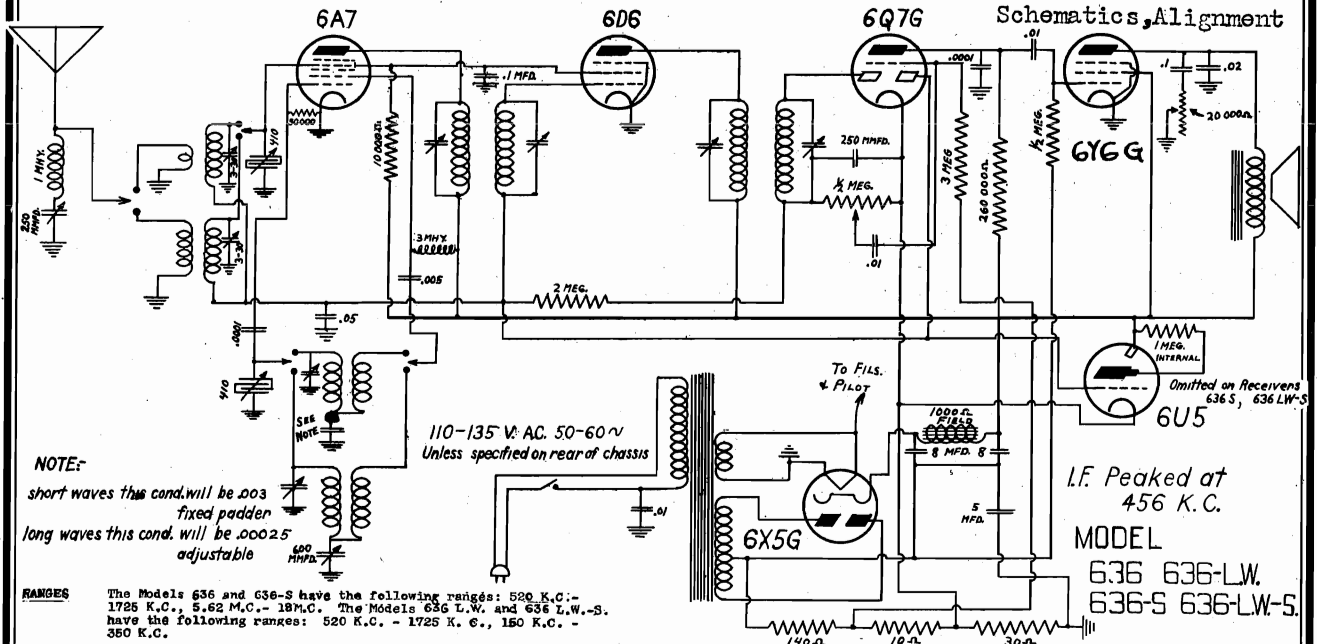 6A7
6D6
6Q7G
Schematics,Alignment
.01
.0001
.1 MFD.
.1
.02
50000
410
3-30
1 MHY.
250 MMFD.
10 000Ω
250 MMFD.
½ MEG.
3 MEG
260 000Ω
½ MEG.
6Y6G
20 000Ω
3-30
3 MHY.
.005
.01
2 MEG.
.05
.0001
1 MEG.
INTERNAL
410
SEE
NOTE
To Fils.
& Pilot
Omitted on Receivers
636 S, 636 LW-S
6U5
1000Ω
FIELD
8 MFD. 8
110-135 V. AC. 50-60~
Unless specified on rear of chassis
I.F. Peaked at
456 K.C.
NOTE:-
short waves this cond. will be .003
fixed padder
long waves this cond. will be .00025
adjustable
.01
6X5G
5
MFD.
600
MMFD.
MODEL
636 636-L.W.
636-S 636-L.W.-S.
RANGES
The Models 636 and 636-S have the following ranges: 520 K.C.-
1725 K.C., 5.62 M.C.- 18M.C. The Models 636 L.W. and 636 L.W.-S.
have the following ranges: 520 K.C. - 1725 K. C., 150 K.C. -
350 K.C.
140Ω
10Ω
30Ω